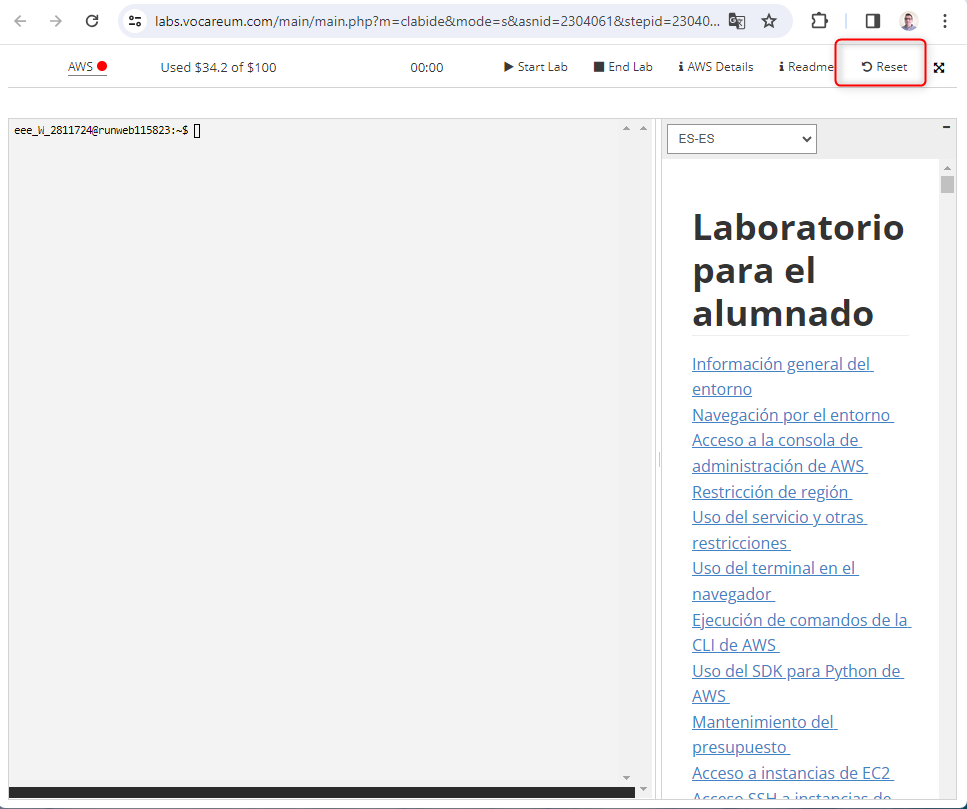 labs.vocareum.com/main/main.php?m=clabide&mode=s&asnid=2304061&stepid=23040...
AWS Used $34.2 of $100 00:00 Start Lab End Lab AWS Details Readme Reset
eee_W_2811724@runweb115823:~$
ES-ES
Laboratorio
para el
alumnado
Información general del
entorno
Navegación por el entorno
Acceso a la consola de
administración de AWS
Restricción de región
Uso del servicio y otras
restricciones
Uso del terminal en el
navegador
Ejecución de comandos de la
CLI de AWS
Uso del SDK para Python de
AWS
Mantenimiento del
presupuesto
Acceso a instancias de EC2
Acceso SSH a instancias de